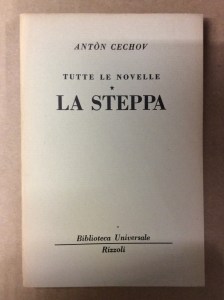 ANTÒN CECHOV
TUTTE LE NOVELLE
*
LA STEPPA
Biblioteca Universale
Rizzoli